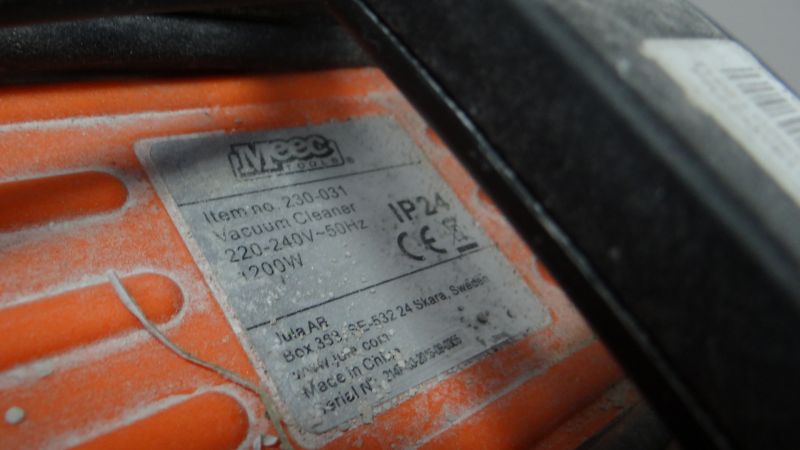 Meec
TOOLS®
Item no. 230-031
Vacuum Cleaner
220-240V~50Hz
1200W
IP24
CE
Jula AB
Box 363, SE-532 24 Skara, Sweden
www.jula.com
Made in China
Serial N°: